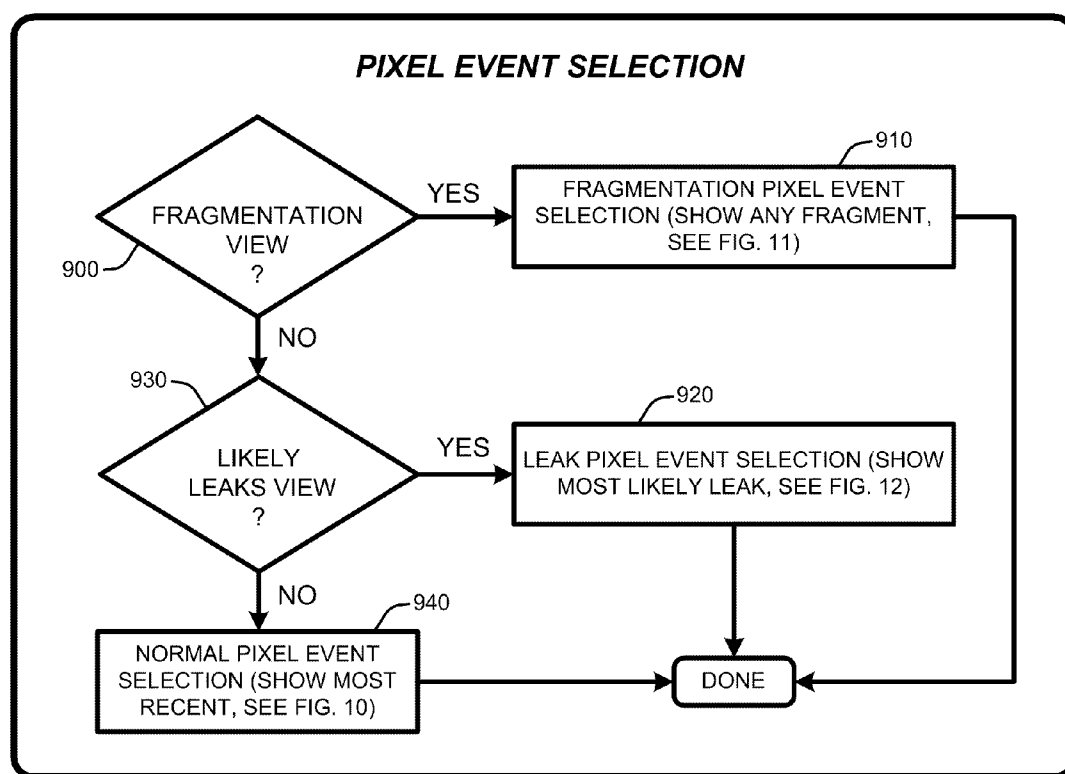 PIXEL EVENT SELECTION
910
YES
FRAGMENTATION PIXEL EVENT
SELECTION (SHOW ANY FRAGMENT,
SEE FIG. 11)
FRAGMENTATION
VIEW
?
900
NO
930
920
YES
LIKELY
LEAKS VIEW
?
LEAK PIXEL EVENT SELECTION (SHOW
MOST LIKELY LEAK, SEE FIG. 12)
NO
940
NORMAL PIXEL EVENT
SELECTION (SHOW MOST
RECENT, SEE FIG. 10)
DONE